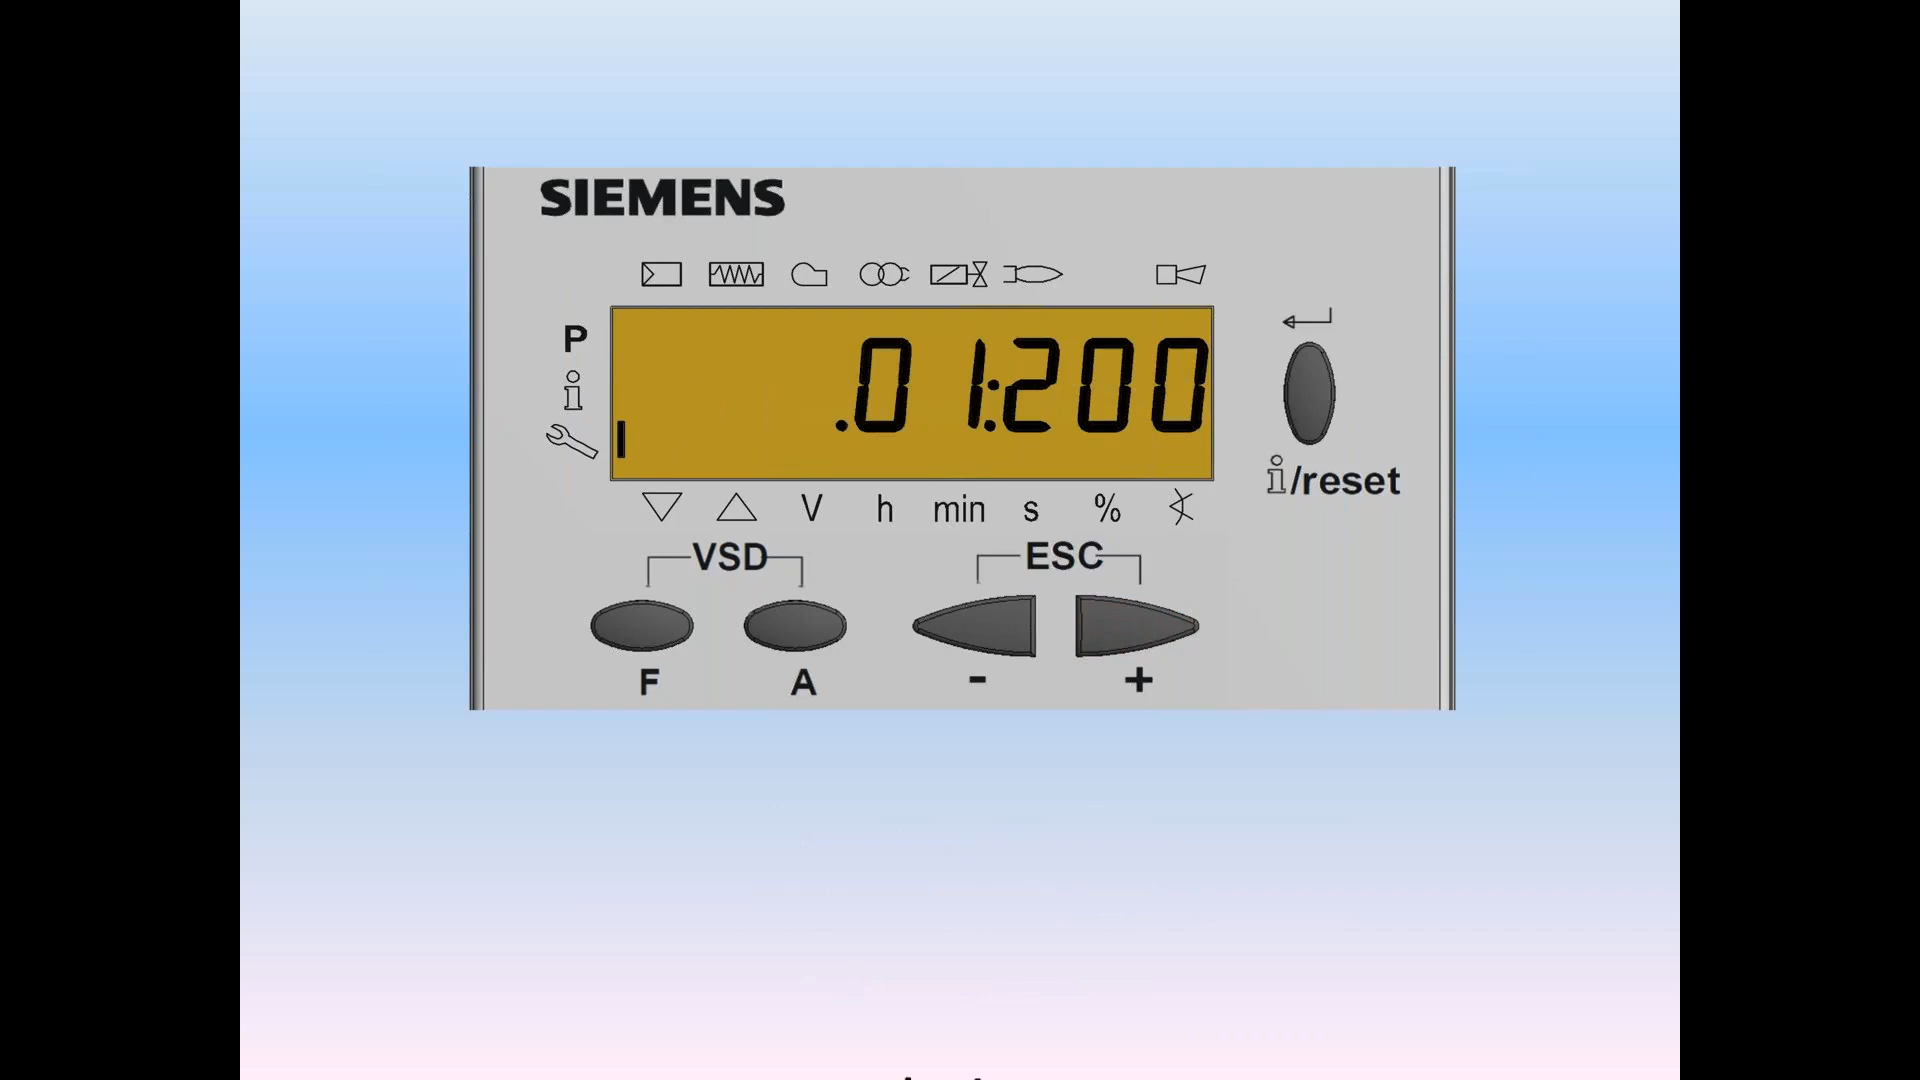 SIEMENS
P
i
.01:200
i/reset
V h min s %
VSD ESC
F A - +